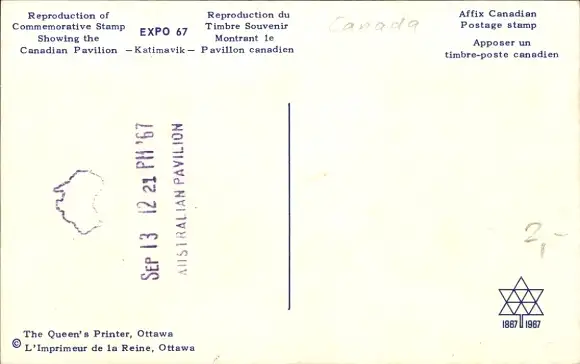 Reproduction of
Commemorative Stamp
Showing the
Canadian Pavilion
EXPO 67
—Katimavik—
Reproduction du
Timbre Souvenir
Montrant le
Pavillon canadien
Canada
Affix Canadian
Postage stamp
Apposer un
timbre-poste canadien
SEP 13 12 21 PM '67
AUSTRALIAN PAVILION
2,-
1867 1967
The Queen's Printer, Ottawa
© L'Imprimeur de la Reine, Ottawa